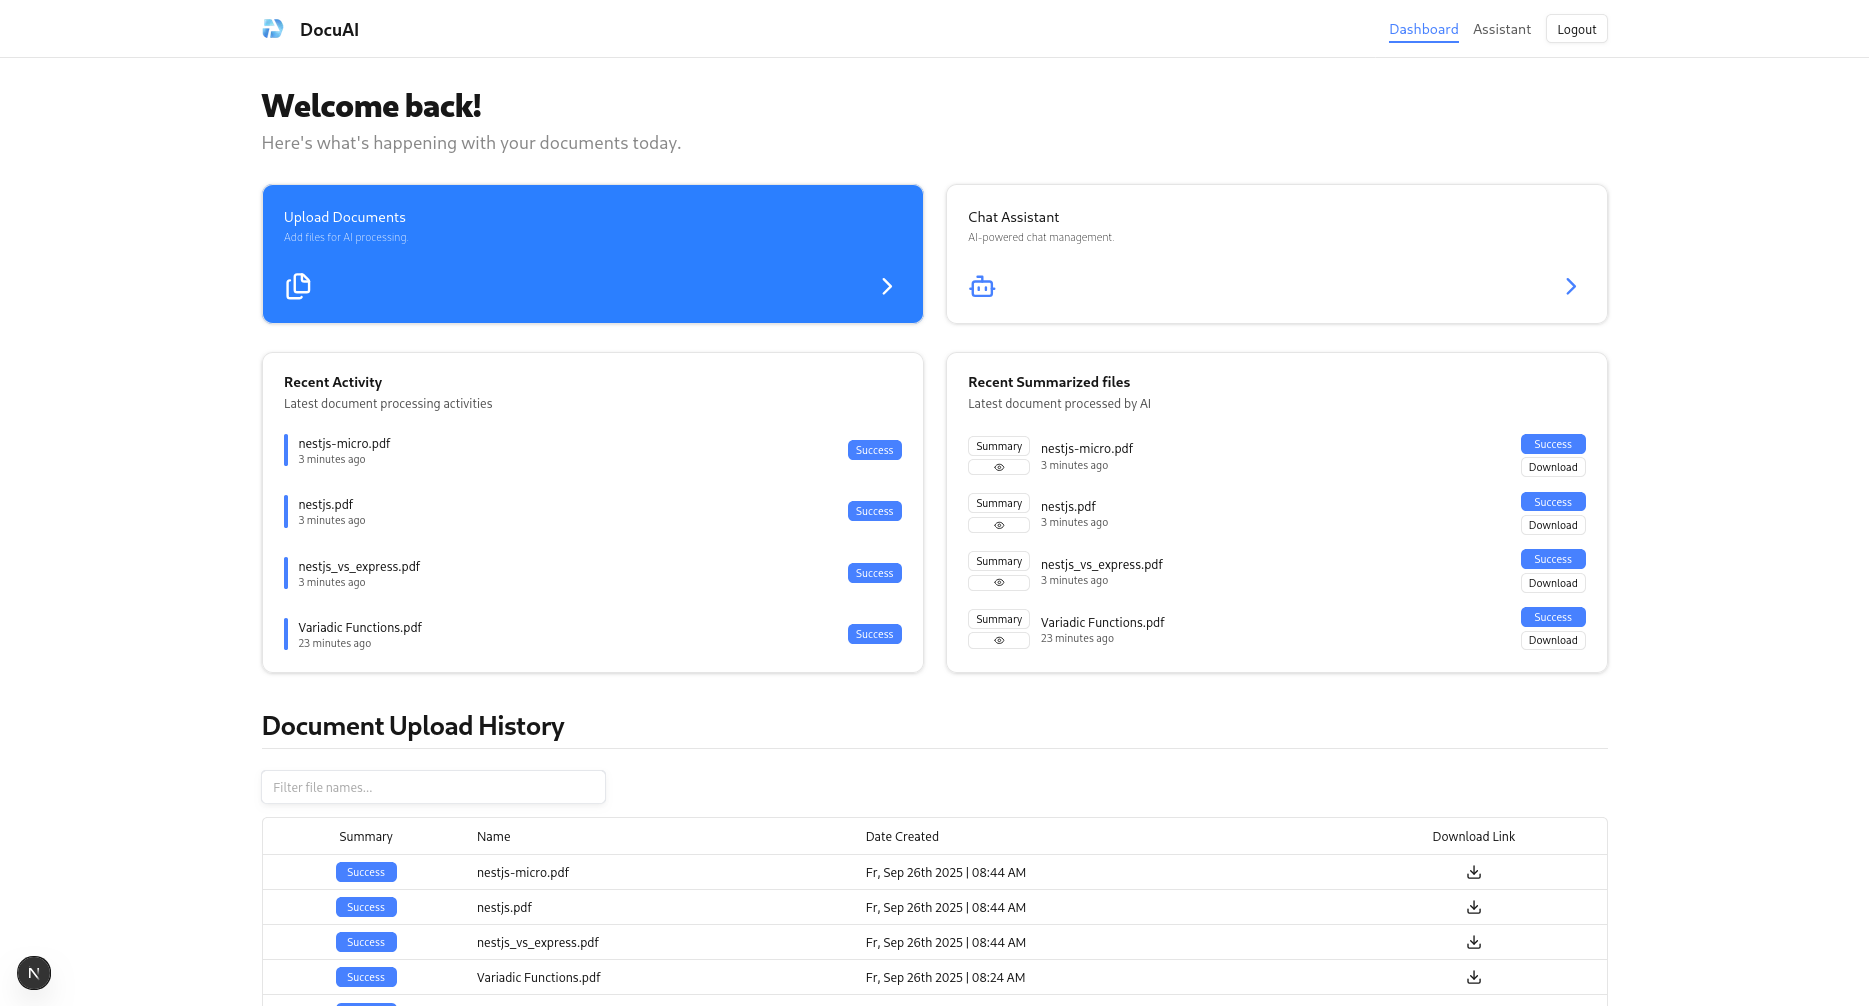 DocuAI
Dashboard
Assistant
Logout
Welcome back!
Here's what's happening with your documents today.
Upload Documents
Add files for AI processing.
Chat Assistant
AI-powered chat management.
Recent Activity
Latest document processing activities
nestjs-micro.pdf
3 minutes ago
Success
nestjs.pdf
3 minutes ago
Success
nestjs_vs_express.pdf
3 minutes ago
Success
Variadic Functions.pdf
23 minutes ago
Success
Recent Summarized files
Latest document processed by AI
Summary
nestjs-micro.pdf
3 minutes ago
Success
Download
Summary
nestjs.pdf
3 minutes ago
Success
Download
Summary
nestjs_vs_express.pdf
3 minutes ago
Success
Download
Summary
Variadic Functions.pdf
23 minutes ago
Success
Download
Document Upload History
Filter file names...
Summary Name Date Created Download Link
Success nestjs-micro.pdf Fr, Sep 26th 2025 | 08:44 AM
Success nestjs.pdf Fr, Sep 26th 2025 | 08:44 AM
Success nestjs_vs_express.pdf Fr, Sep 26th 2025 | 08:44 AM
Success Variadic Functions.pdf Fr, Sep 26th 2025 | 08:24 AM
N